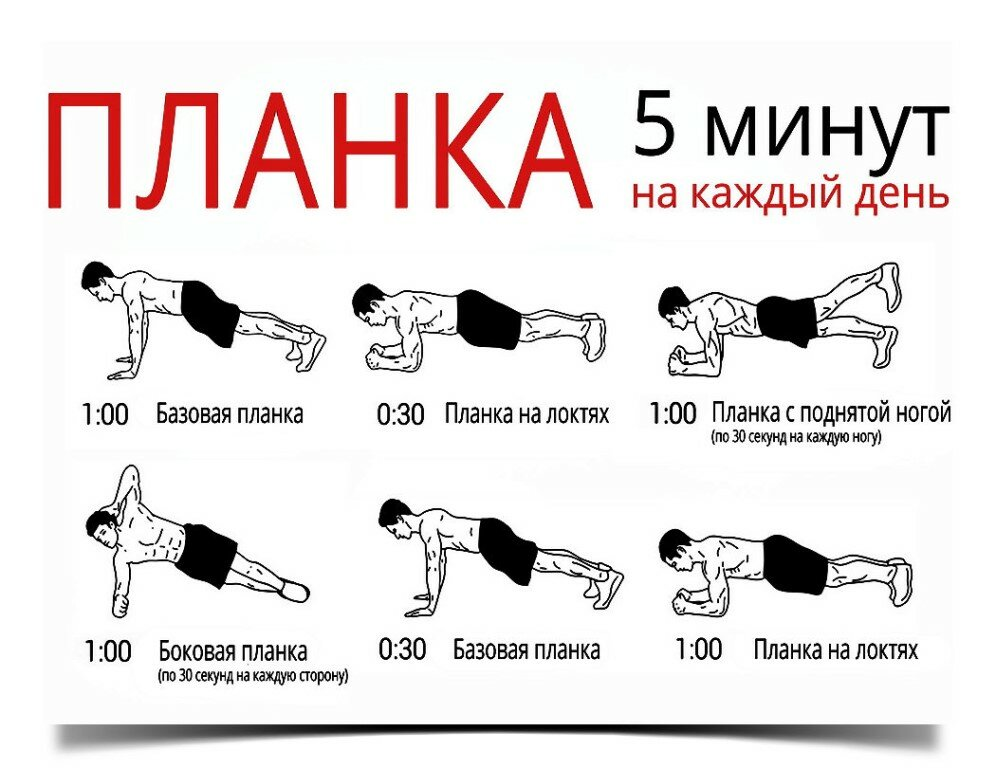 ПЛАНКА
5 минут
на каждый день
1:00 Базовая планка
0:30 Планка на локтях
1:00 Планка с поднятой ногой
(по 30 секунд на каждую ногу)
1:00 Боковая планка
(по 30 секунд на каждую сторону)
0:30 Базовая планка
1:00 Планка на локтях